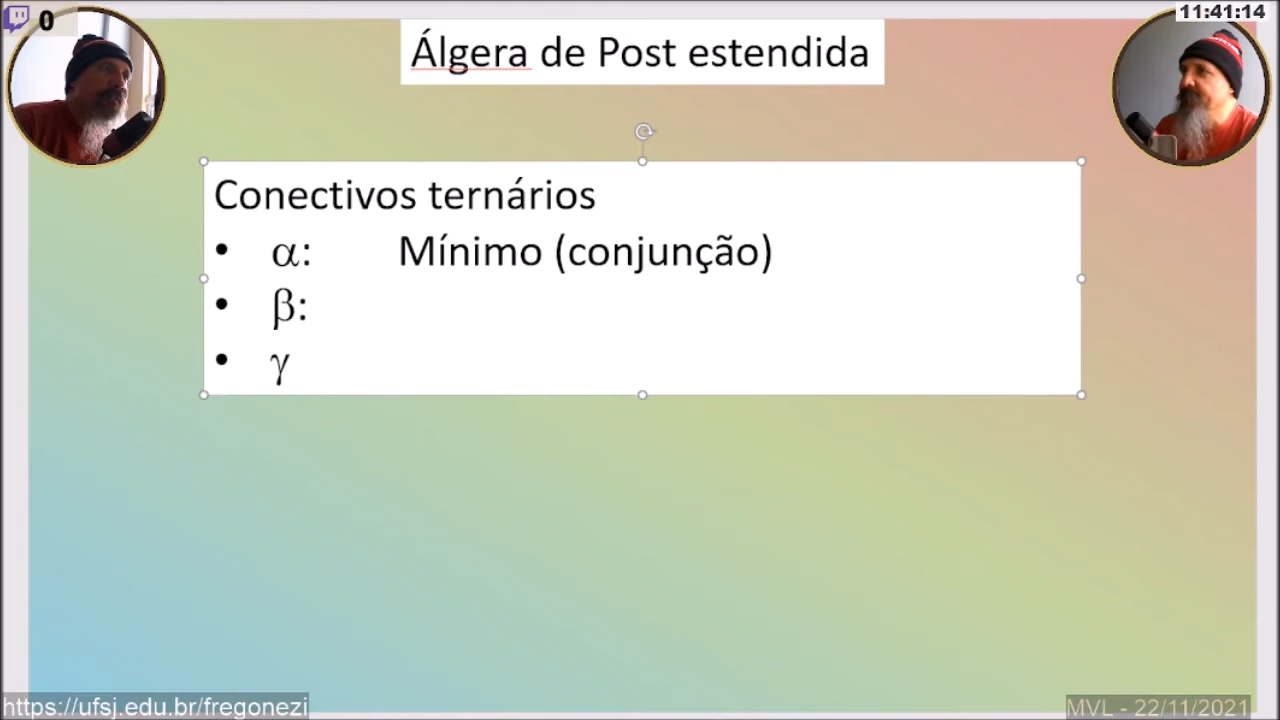 0
11:41:14
Álgera de Post estendida
Conectivos ternários
• α: Mínimo (conjunção)
• β:
• γ
https://ufsj.edu.br/fregonezi
MVL - 22/11/2021